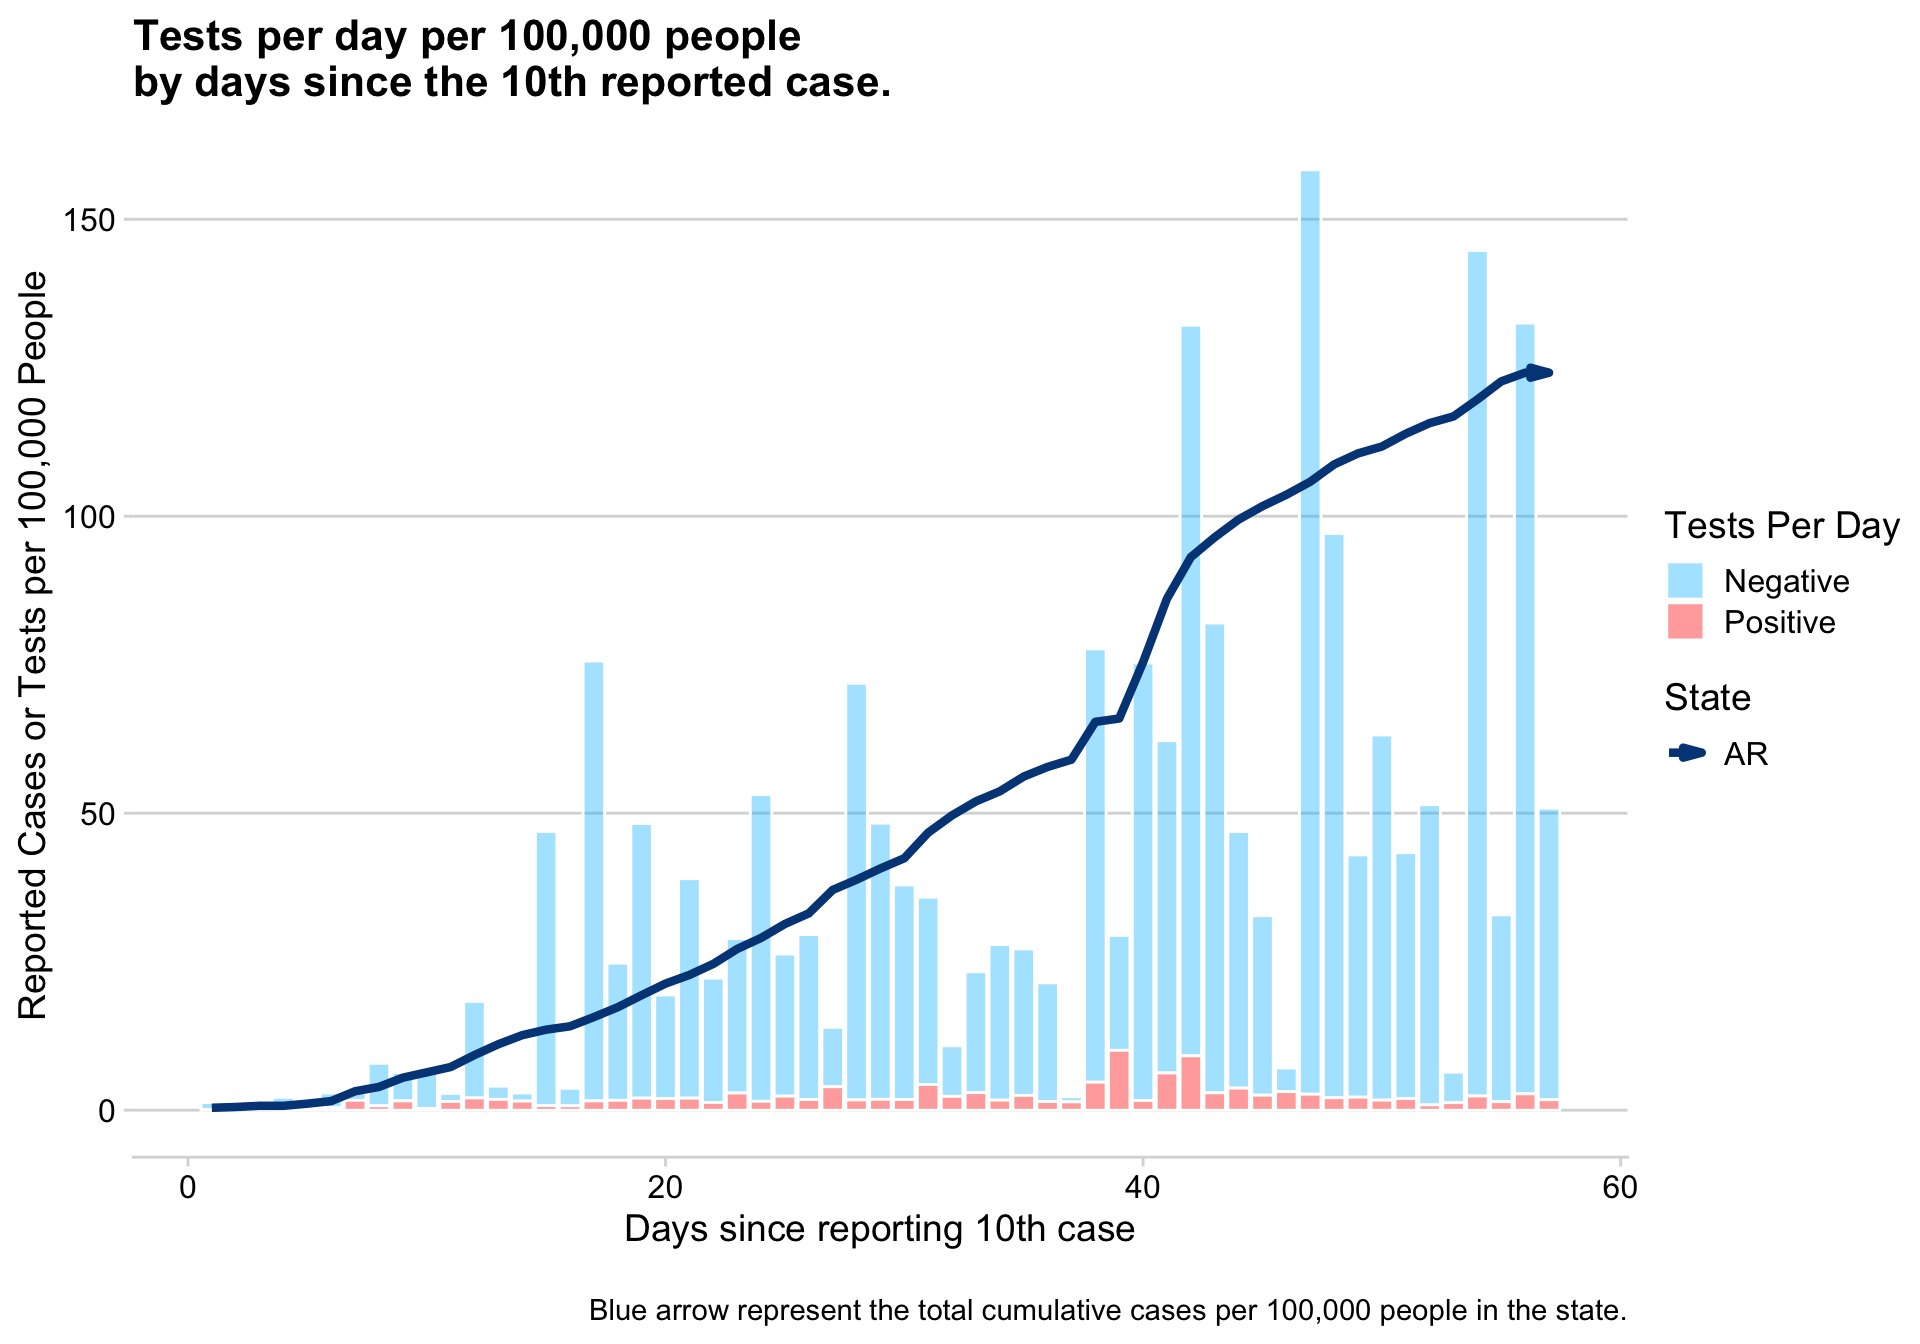 Tests per day per 100,000 people
by days since the 10th reported case.
Reported Cases or Tests per 100,000 People
150
100
50
0
0
20
40
60
Days since reporting 10th case
Tests Per Day
Negative
Positive
State
AR
Blue arrow represent the total cumulative cases per 100,000 people in the state.